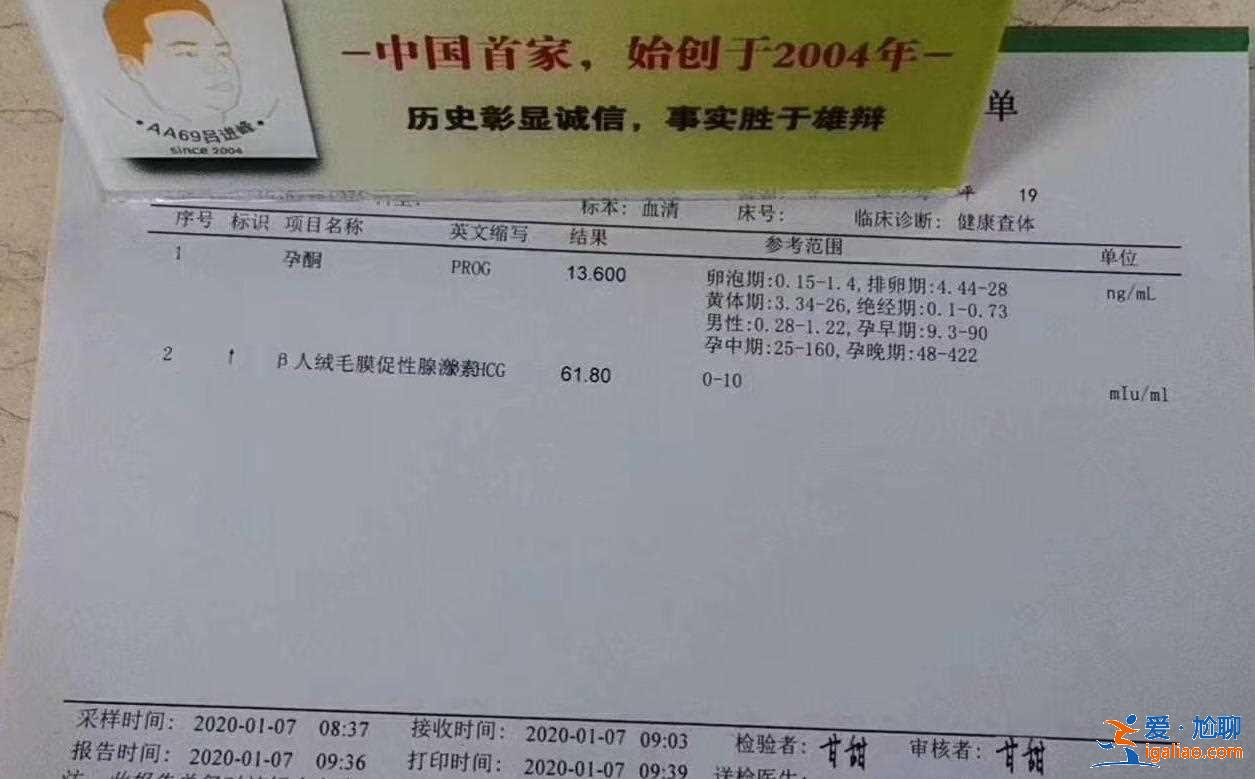 -中国首家，始创于2004年-
历史彰显诚信，事实胜于雄辩
·AA69吕进峰·
since 2004
单
19
标本：血清 床号： 临床诊断：健康查体
序号 标识 项目名称 英文缩写 结果 参考范围 单位
1 孕酮 PROG 13.600 卵泡期:0.15-1.4,排卵期:4.44-28 ng/mL
黄体期:3.34-26,绝经期:0.1-0.73
男性:0.28-1.22,孕早期:9.3-90
孕中期:25-160,孕晚期:48-422
2 ↑ β人绒毛膜促性腺激素HCG 61.80 0-10 mIu/ml
采样时间：2020-01-07 08:37 接收时间：2020-01-07 09:03 检验者：甘甜 审核者：甘甜
报告时间：2020-01-07 09:36 打印时间：2020-01-07 09:39 送检医生：
爱·尬聊
igaliao.com